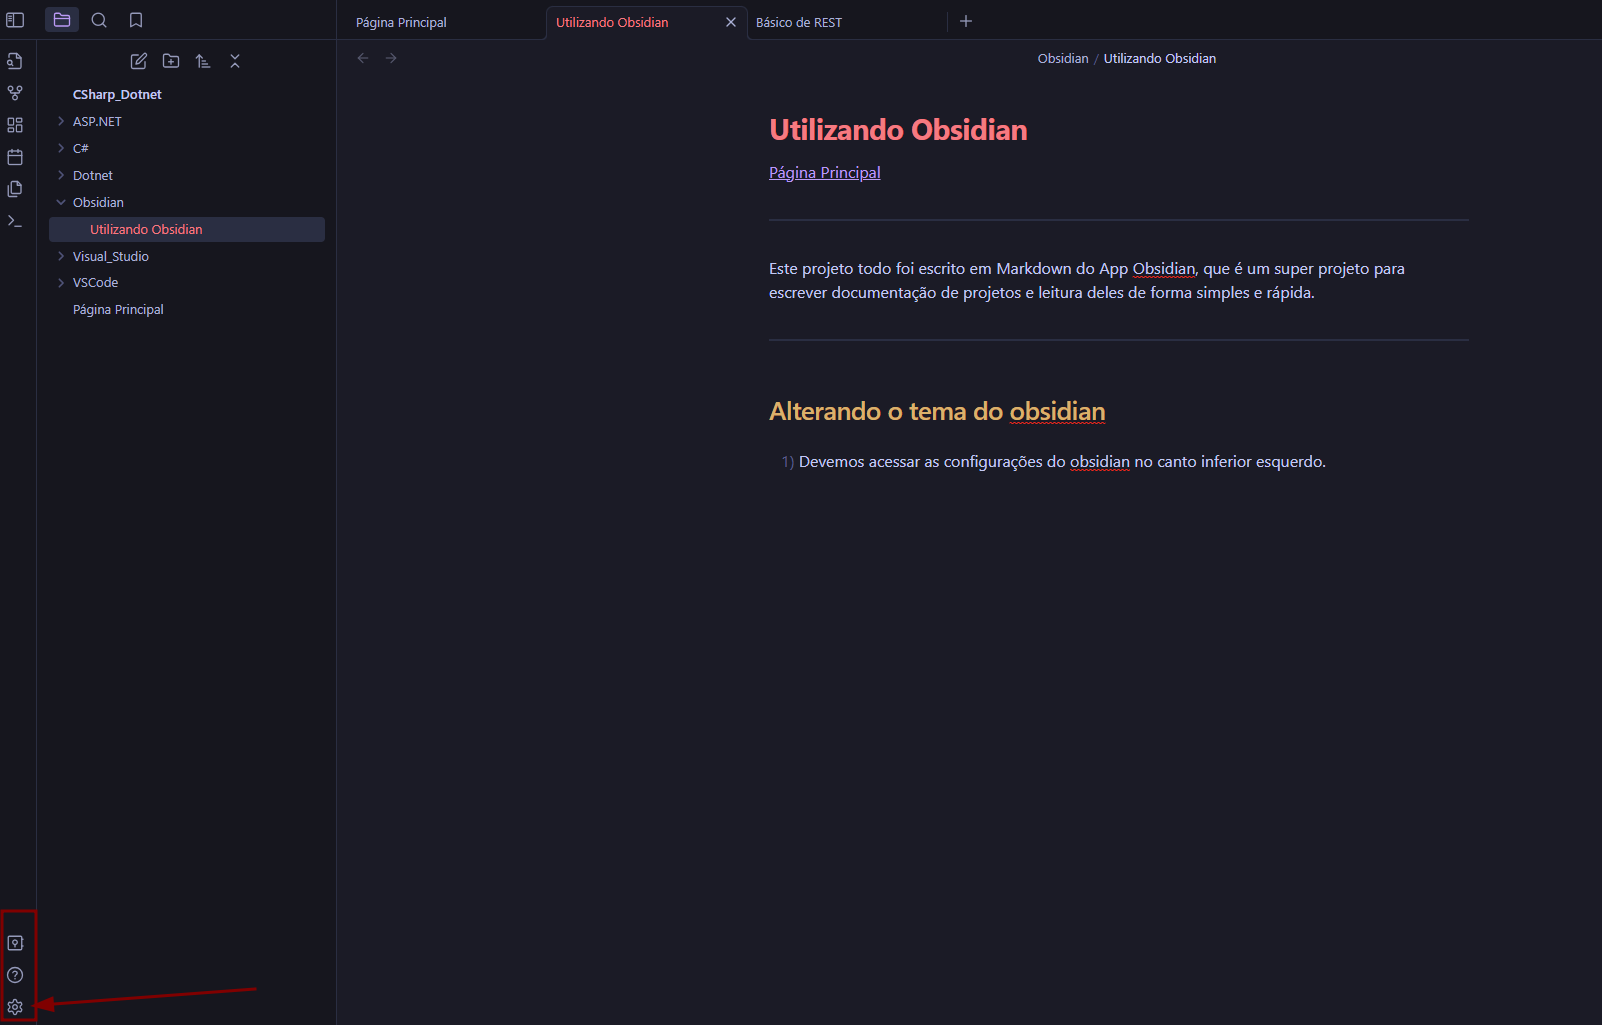 Página Principal
Utilizando Obsidian
Básico de REST
Obsidian / Utilizando Obsidian
CSharp_Dotnet
ASP.NET
C#
Dotnet
Obsidian
Utilizando Obsidian
Visual_Studio
VSCode
Página Principal
Utilizando Obsidian
Página Principal
Este projeto todo foi escrito em Markdown do App Obsidian, que é um super projeto para
escrever documentação de projetos e leitura deles de forma simples e rápida.
Alterando o tema do obsidian
1) Devemos acessar as configurações do obsidian no canto inferior esquerdo.